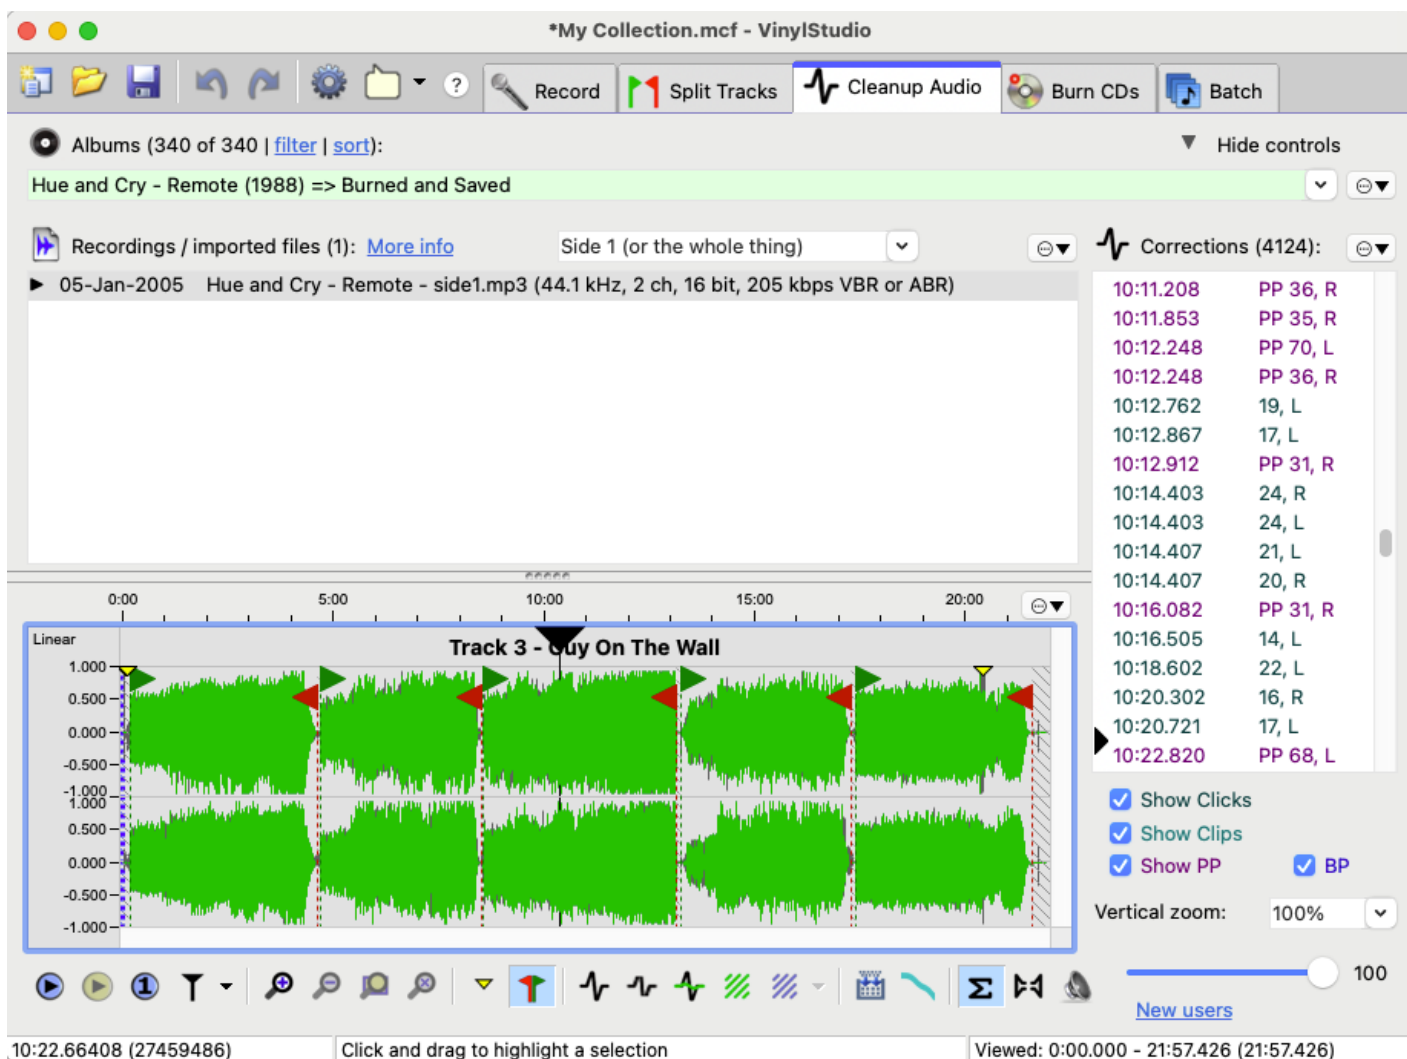 *My Collection.mcf - VinylStudio
Record
Split Tracks
Cleanup Audio
Burn CDs
Batch
Albums (340 of 340 | filter | sort):
Hide controls
Hue and Cry - Remote (1988) => Burned and Saved
Recordings / imported files (1): More info
Side 1 (or the whole thing)
Corrections (4124):
05-Jan-2005 Hue and Cry - Remote - side1.mp3 (44.1 kHz, 2 ch, 16 bit, 205 kbps VBR or ABR)
10:11.208 PP 36, R
10:11.853 PP 35, R
10:12.248 PP 70, L
10:12.248 PP 36, R
10:12.762 19, L
10:12.867 17, L
10:12.912 PP 31, R
10:14.403 24, R
10:14.403 24, L
10:14.407 21, L
10:14.407 20, R
10:16.082 PP 31, R
10:16.505 14, L
10:18.602 22, L
10:20.302 16, R
10:20.721 17, L
10:22.820 PP 68, L
0:00 5:00 10:00 15:00 20:00
Linear
Track 3 - Guy On The Wall
1.000
0.500
0.000
-0.500
-1.000
1.000
0.500
0.000
-0.500
-1.000
Show Clicks
Show Clips
Show PP
BP
Vertical zoom:
100%
100
New users
10:22.66408 (27459486)
Click and drag to highlight a selection
Viewed: 0:00.000 - 21:57.426 (21:57.426)